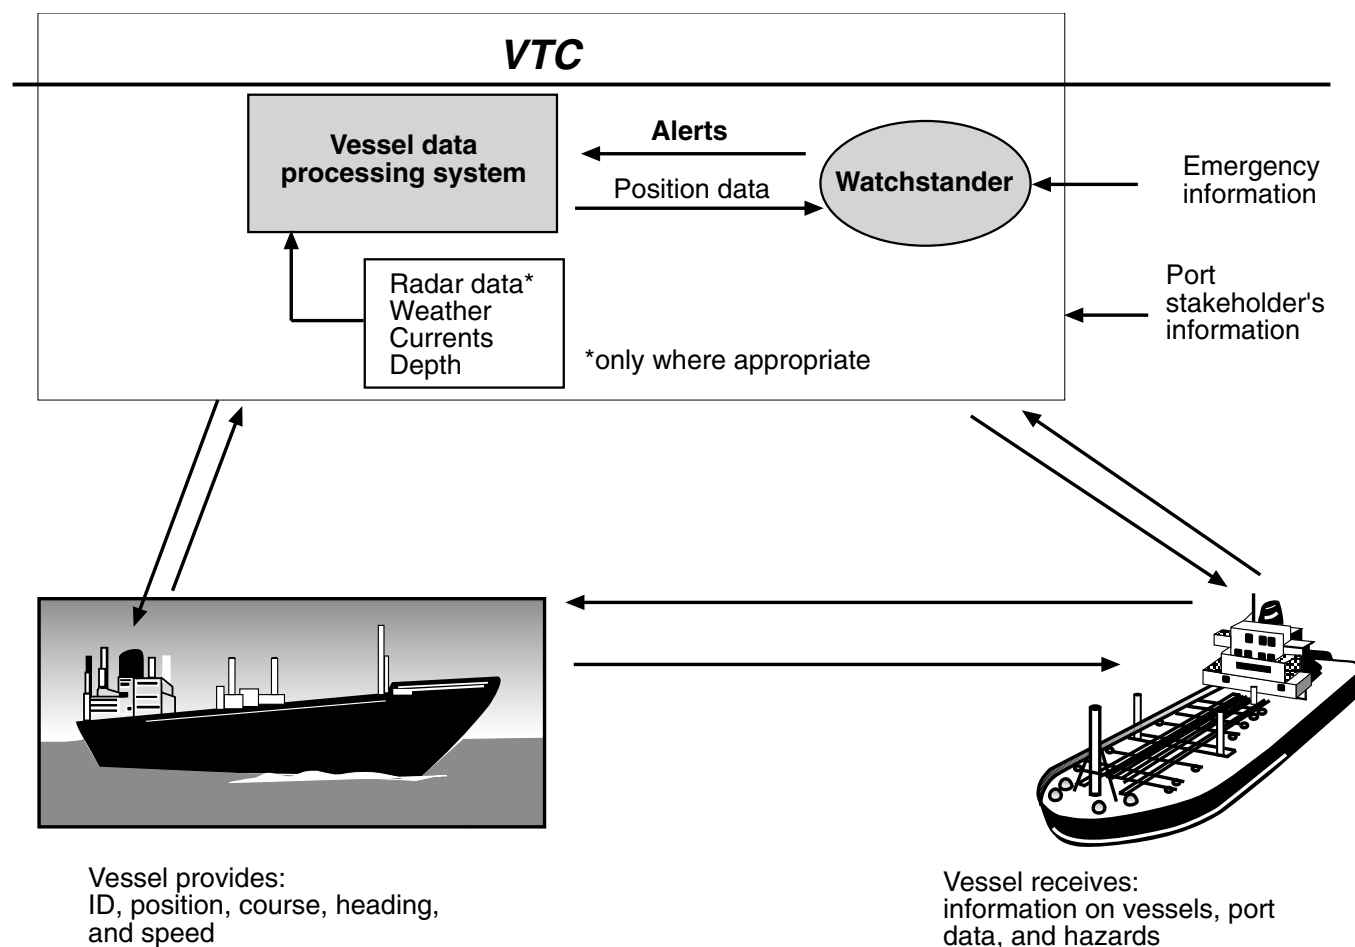 VTC
Vessel data
processing system
Alerts
Position data
Watchstander
Emergency
information
Radar data*
Weather
Currents
Depth
*only where appropriate
Port
stakeholder's
information
Vessel provides:
ID, position, course, heading,
and speed
Vessel receives:
information on vessels, port
data, and hazards